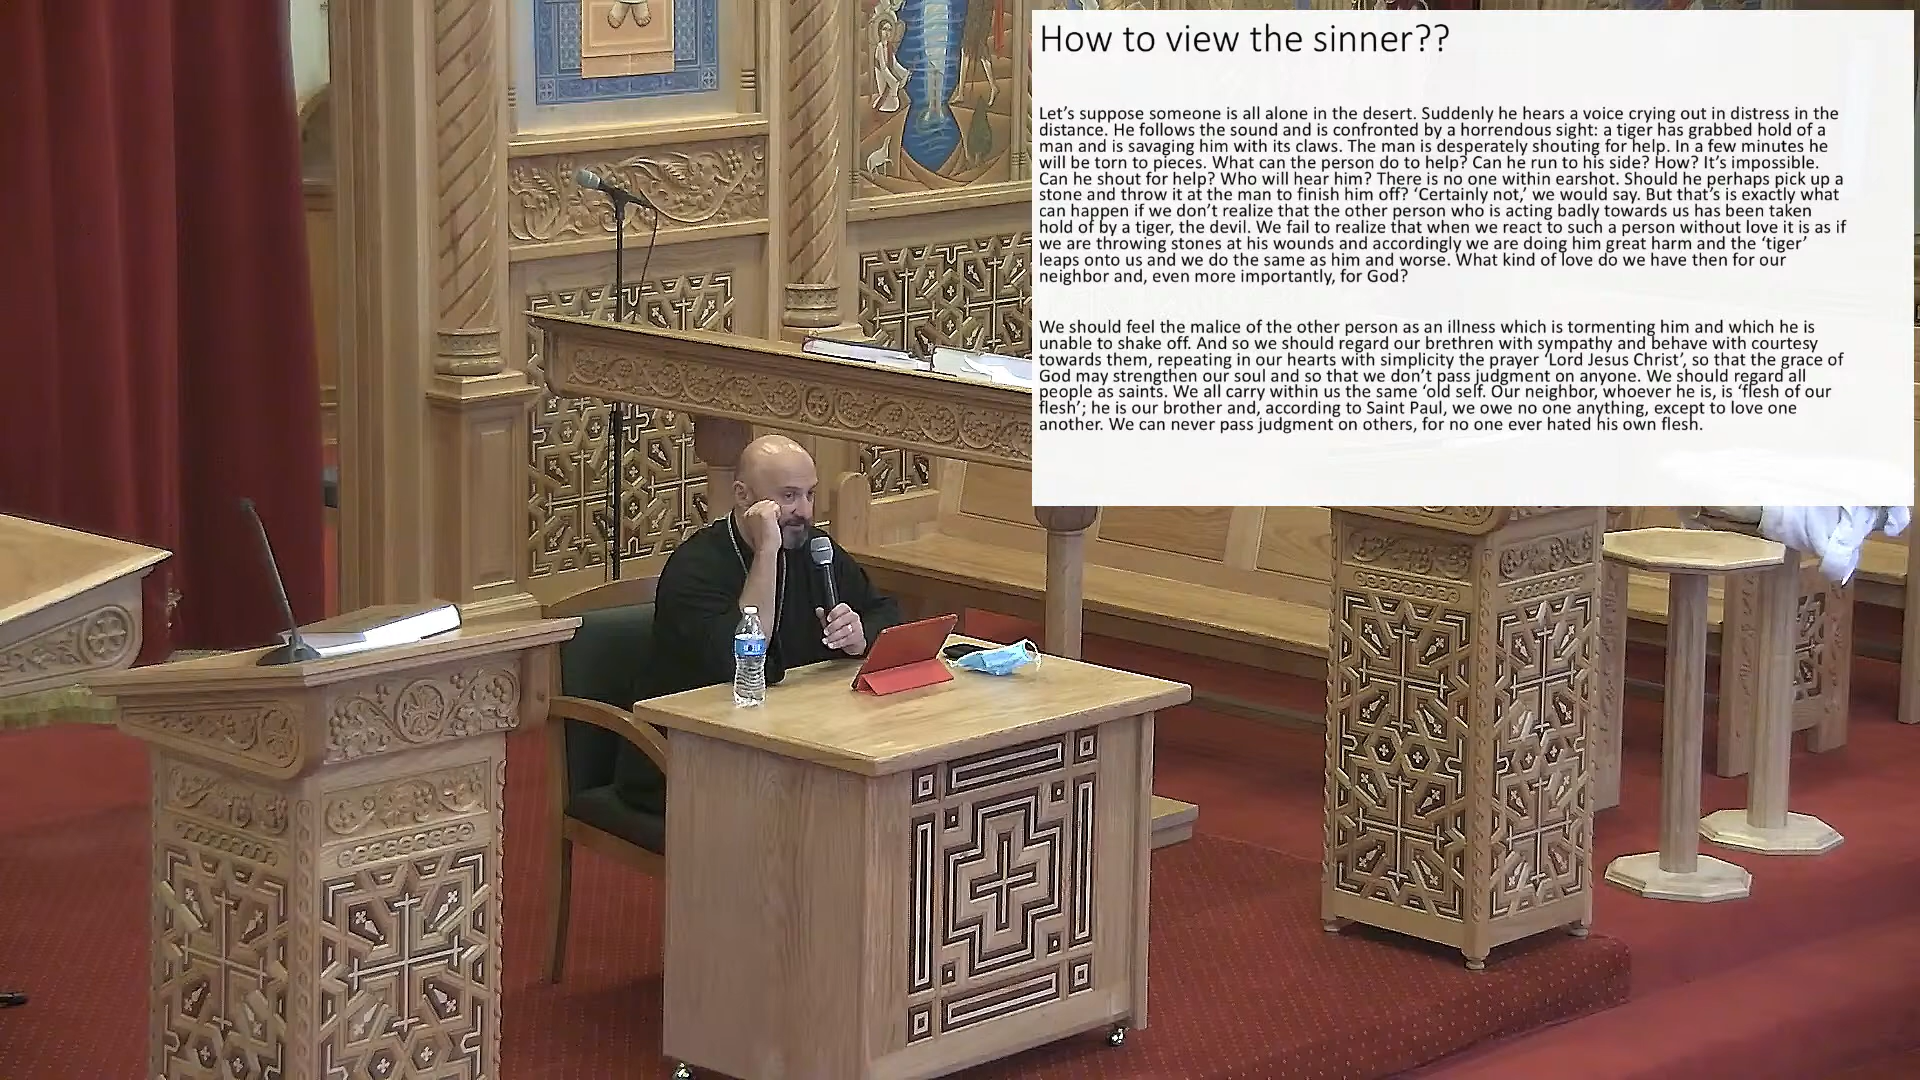 How to view the sinner??
Let’s suppose someone is all alone in the desert. Suddenly he hears a voice crying out in distress in the
distance. He follows the sound and is confronted by a horrendous sight: a tiger has grabbed hold of a
man and is savaging him with its claws. The man is desperately shouting for help. In a few minutes he
will be torn to pieces. What can the person do to help? Can he run to his side? How? It’s impossible.
Can he shout for help? Who will hear him? There is no one within earshot. Should he perhaps pick up a
stone and throw it at the man to finish him off? ‘Certainly not,’ we would say. But that’s is exactly what
can happen if we don’t realize that the other person who is acting badly towards us has been taken
hold of by a tiger, the devil. We fail to realize that when we react to such a person without love it is as if
we are throwing stones at his wounds and accordingly we are doing him great harm and the ‘tiger’
leaps onto us and we do the same as him and worse. What kind of love do we have then for our
neighbor and, even more importantly, for God?
We should feel the malice of the other person as an illness which is tormenting him and which he is
unable to shake off. And so we should regard our brethren with sympathy and behave with courtesy
towards them, repeating in our hearts with simplicity the prayer ‘Lord Jesus Christ’, so that the grace of
God may strengthen our soul and so that we don’t pass judgment on anyone. We should regard all
people as saints. We all carry within us the same ‘old self. Our neighbor, whoever he is, is ‘flesh of our
flesh’; he is our brother and, according to Saint Paul, we owe no one anything, except to love one
another. We can never pass judgment on others, for no one ever hated his own flesh.